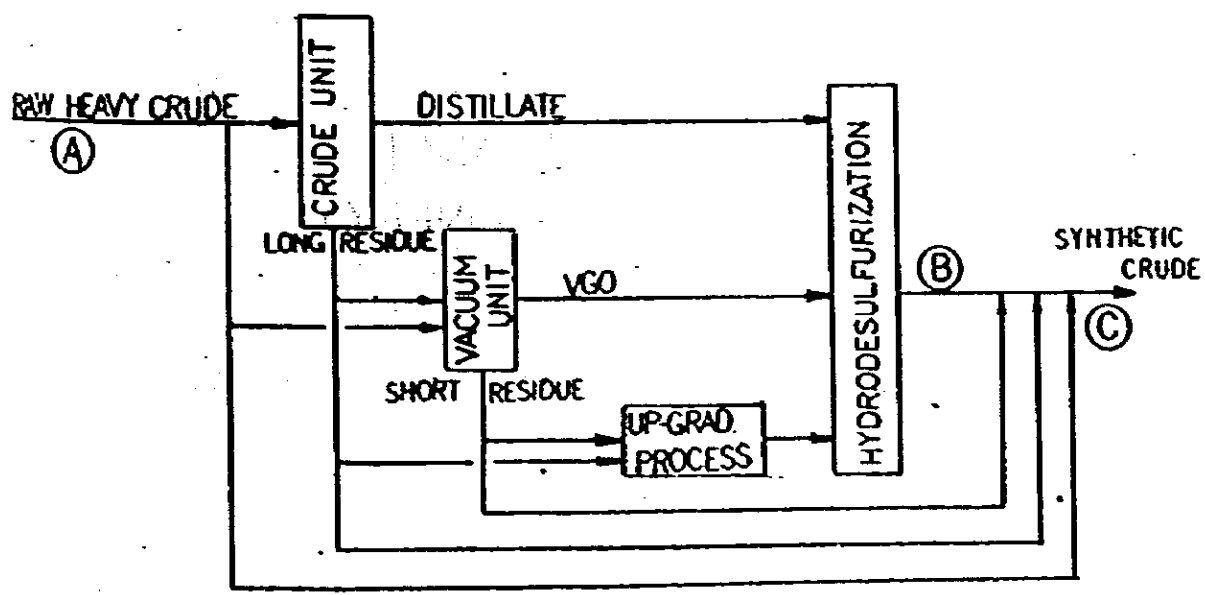 RAW HEAVY CRUDE
A
CRUDE UNIT
DISTILLATE
LONG RESIDUE
VACUUM
UNIT
VGO
SHORT RESIDUE
UP-GRAD.
PROCESS
HYDRODESULFURIZATION
B
SYNTHETIC
CRUDE
C